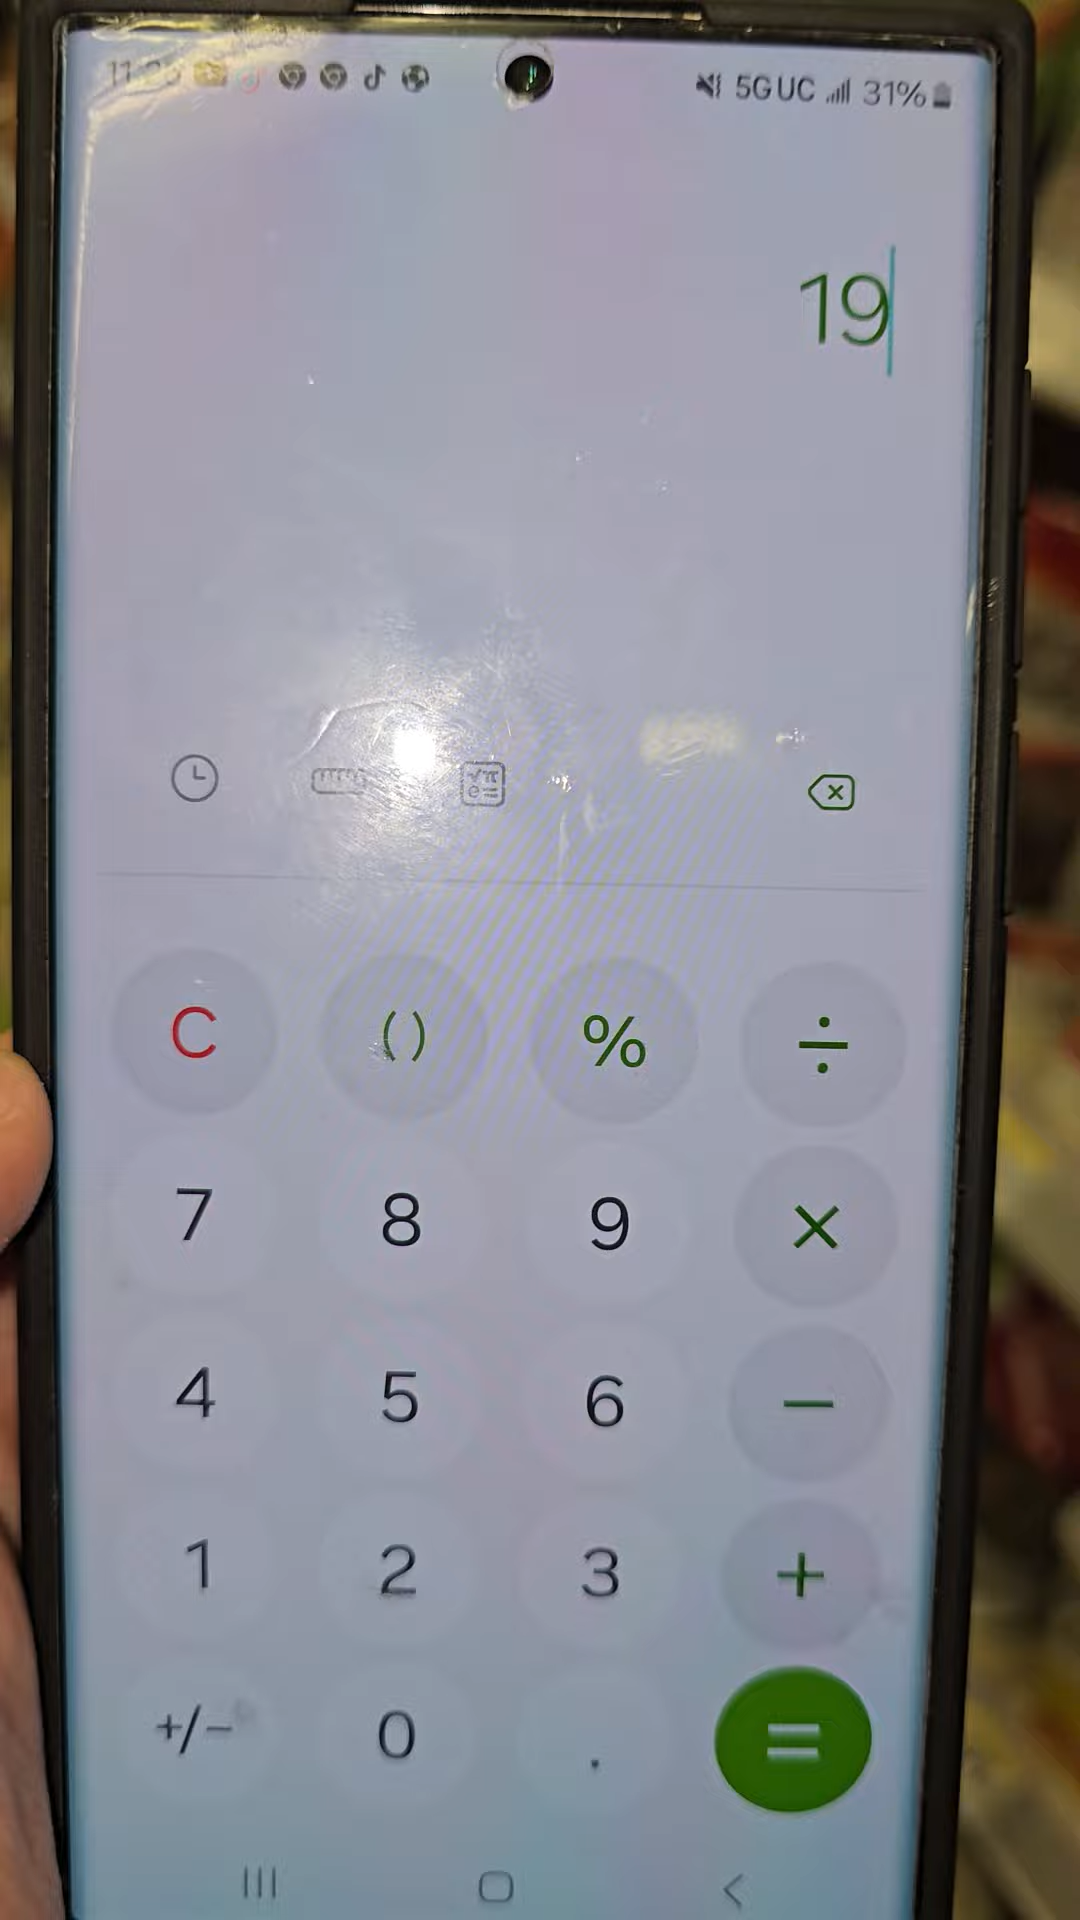 5G UC 31%
19
C ( ) % ÷
7 8 9 ×
4 5 6 −
1 2 3 +
+/− 0 . =